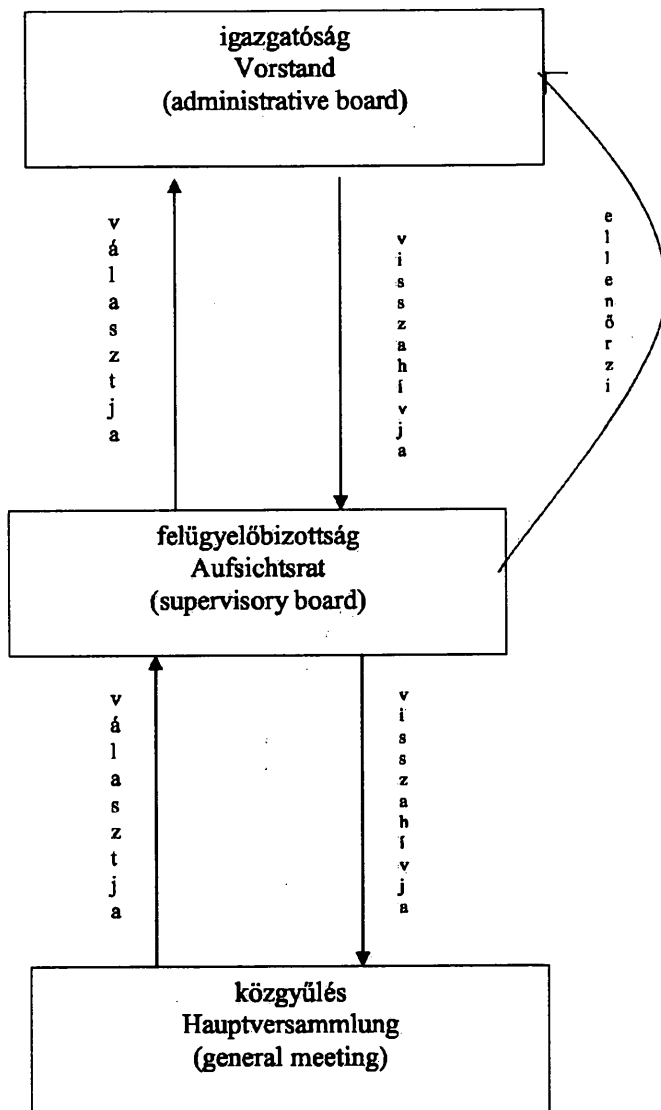 igazgatóság
Vorstand
(administrative board)
választja
visszahívja
ellenőrzi
felügyelőbizottság
Aufsichtsrat
(supervisory board)
választja
visszahívja
közgyűlés
Hauptversammlung
(general meeting)